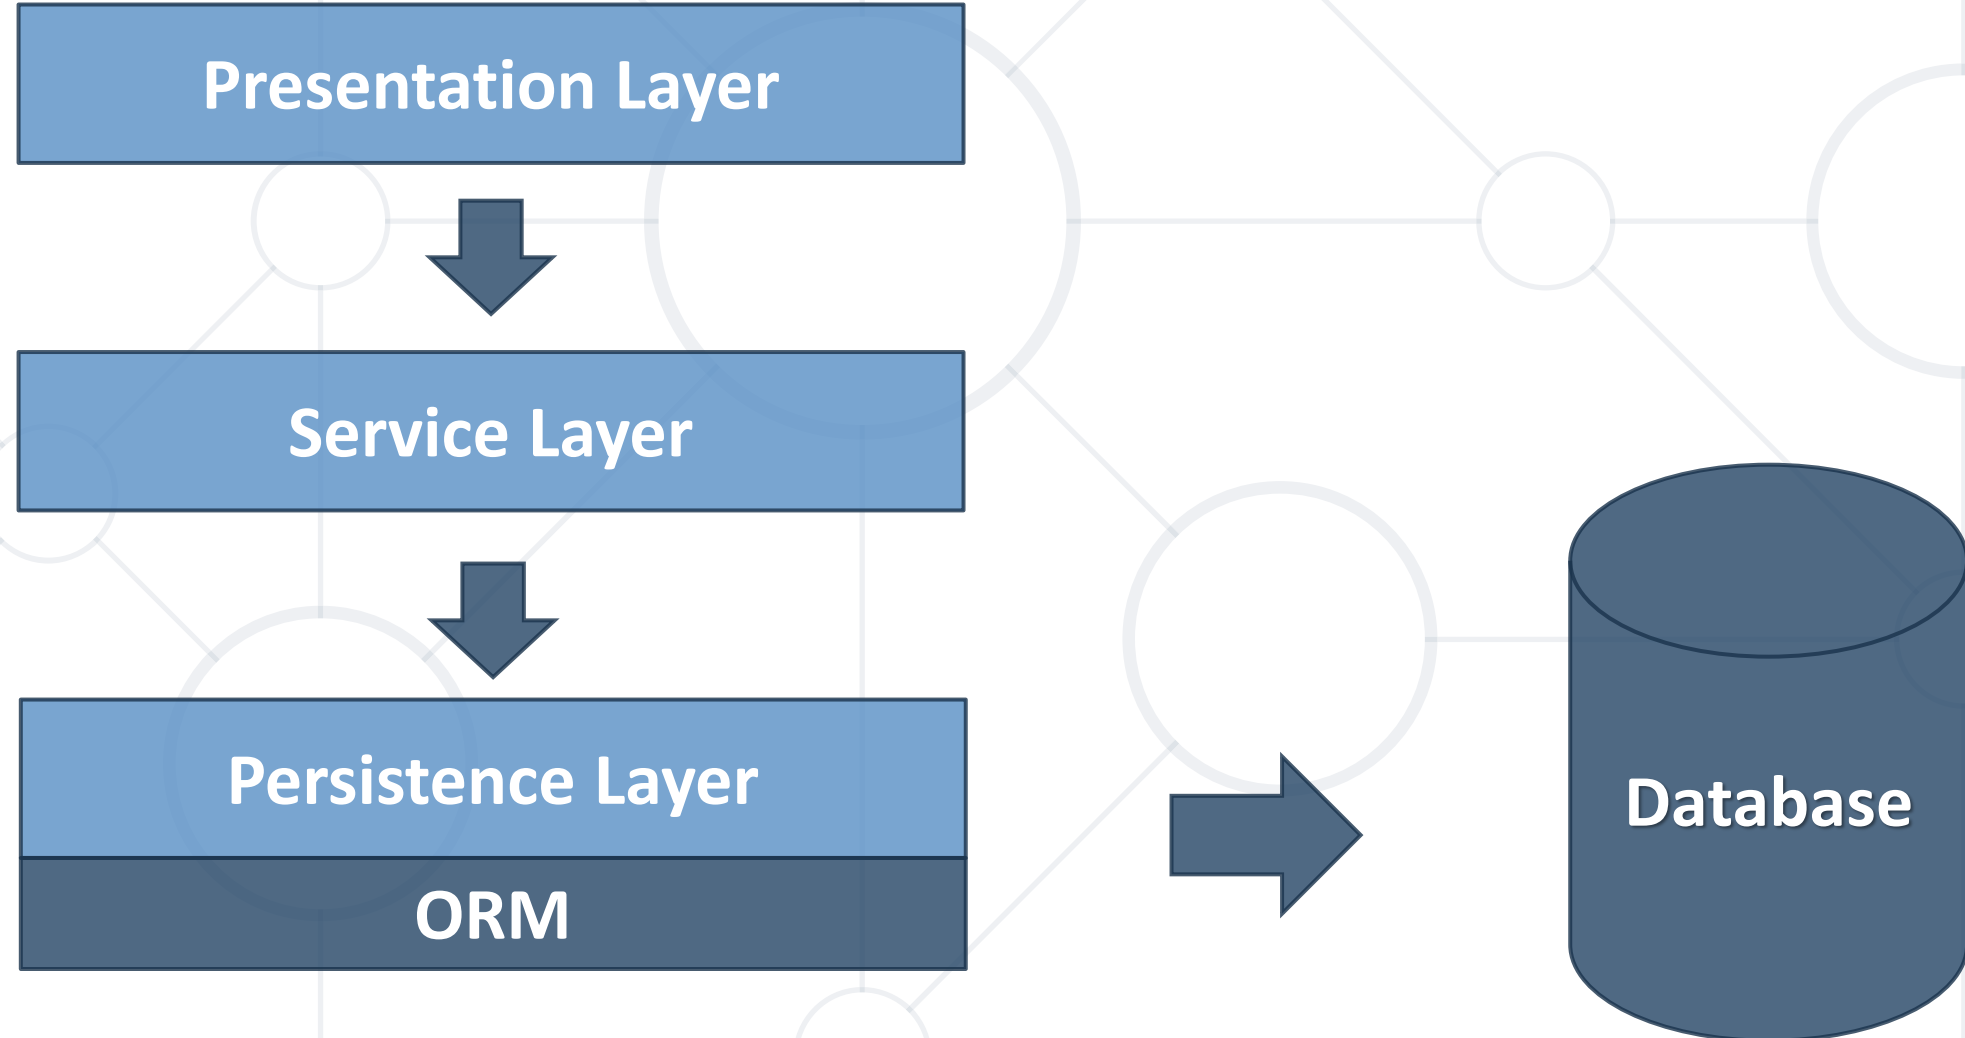 Presentation Layer
Service Layer
Persistence Layer
ORM
Database